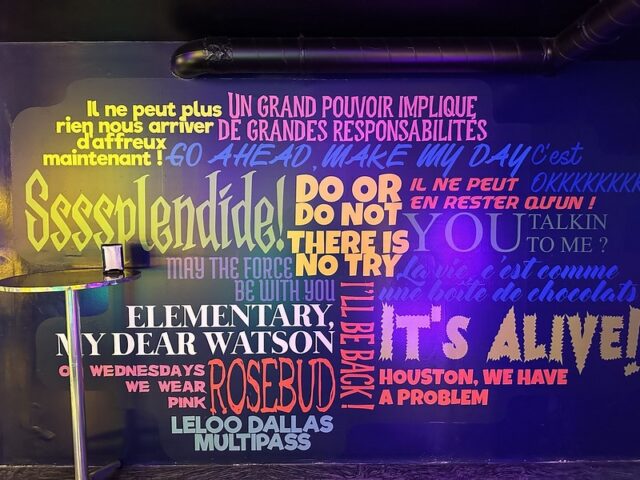 Il ne peut plus
rien nous arriver
d'affreux
maintenant !
UN GRAND POUVOIR IMPLIQUE
DE GRANDES RESPONSABILITÉS
GO AHEAD, MAKE MY DAY
C'est
OKKKKKKKK
Ssssplendide!
DO OR
DO NOT
THERE IS
NO TRY
IL NE PEUT
EN RESTER QU'UN !
YOU
TALKIN
TO ME ?
MAY THE FORCE
BE WITH YOU
La vie, c'est comme
une boîte de chocolats
ELEMENTARY,
MY DEAR WATSON
I'LL BE BACK !
IT'S ALIVE!
ON WEDNESDAYS
WE WEAR
PINK
ROSEBUD
HOUSTON, WE HAVE
A PROBLEM
LELOO DALLAS
MULTIPASS